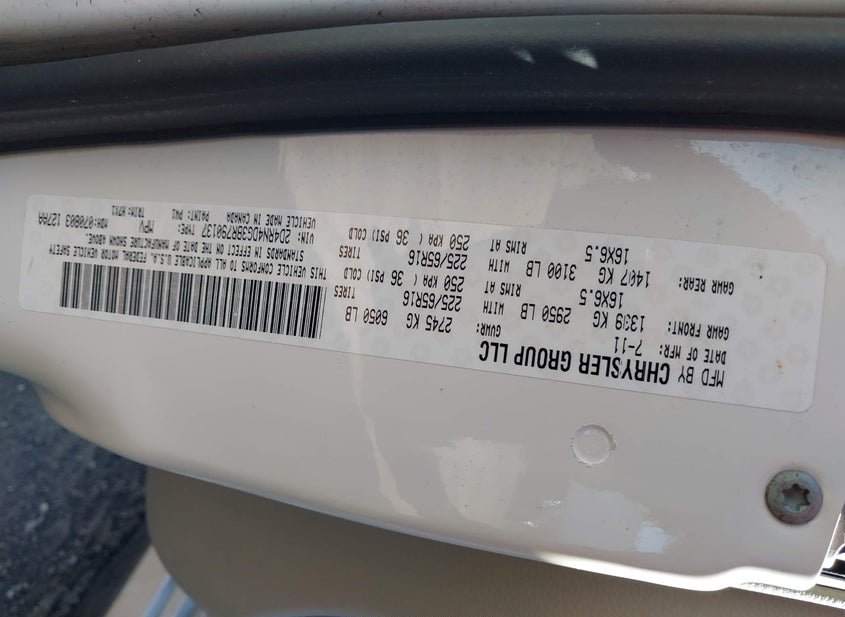 MFD BY CHRYSLER GROUP LLC
DATE OF MFR: 7-11 GVWR: 2745 KG 6050 LB
GAWR FRONT: 1339 KG 2950 LB WITH TIRES 225/65R16
16X6.5 RIMS AT 250 KPA ( 36 PSI) COLD
GAWR REAR: 1407 KG 3100 LB WITH TIRES 225/65R16
16X6.5 RIMS AT 250 KPA ( 36 PSI) COLD
THIS VEHICLE CONFORMS TO ALL APPLICABLE U.S.A. FEDERAL MOTOR VEHICLE SAFETY
STANDARDS IN EFFECT ON THE DATE OF MANUFACTURE SHOWN ABOVE
VIN: 2D4RN4DG3BR790137 TYPE: MPV
VEHICLE MADE IN CANADA PAINT: PW1 TRIM: MDH:070803 127AA